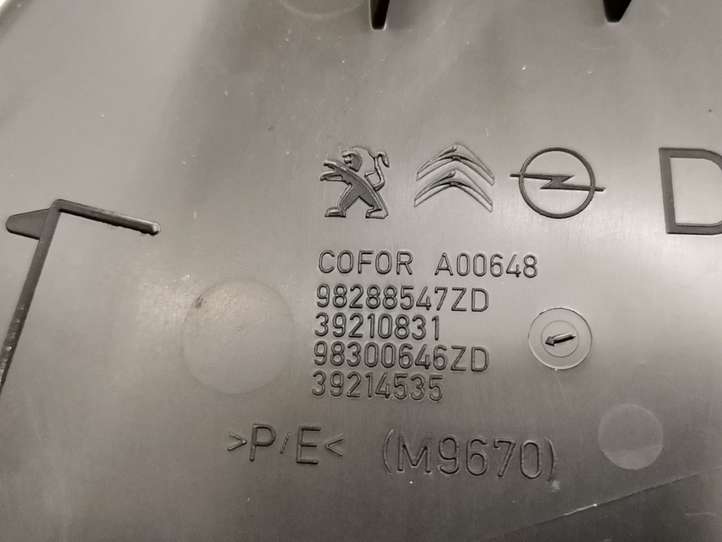 D
COFOR A00648
98288547ZD
39210831
98300646ZD
39214535
>P/E< (M9670)